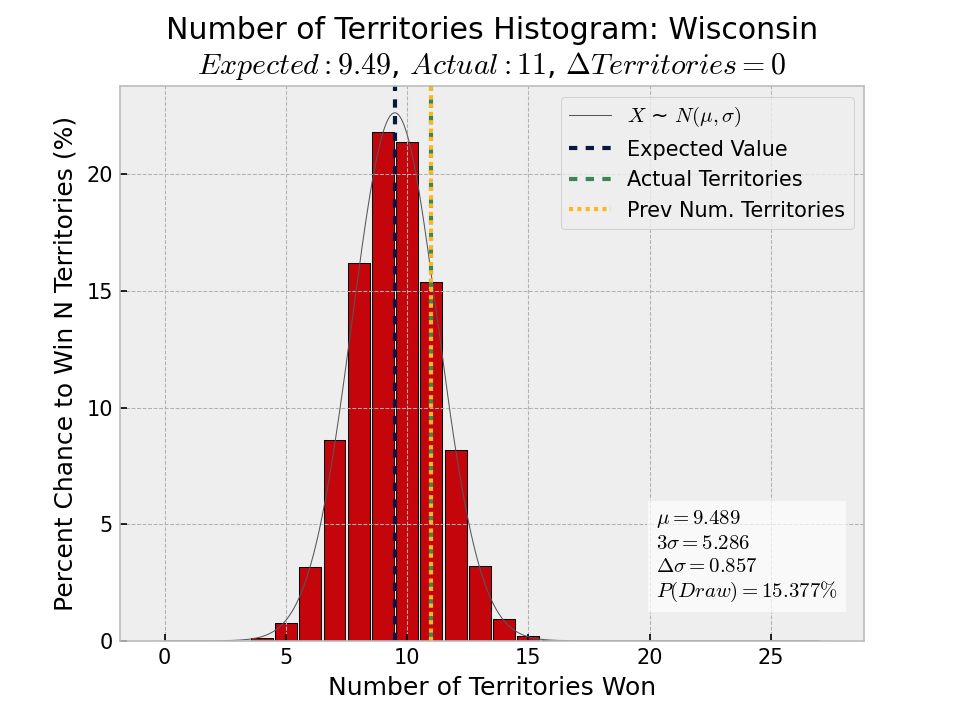 Number of Territories Histogram: Wisconsin
Expected : 9.49, Actual : 11, ΔTerritories = 0
Percent Chance to Win N Territories (%)
X ∼ N(μ, σ)
Expected Value
Actual Territories
Prev Num. Territories
20
15
10
5
0
μ = 9.489
3σ = 5.286
Δσ = 0.857
P(Draw) = 15.377%
0 5 10 15 20 25
Number of Territories Won